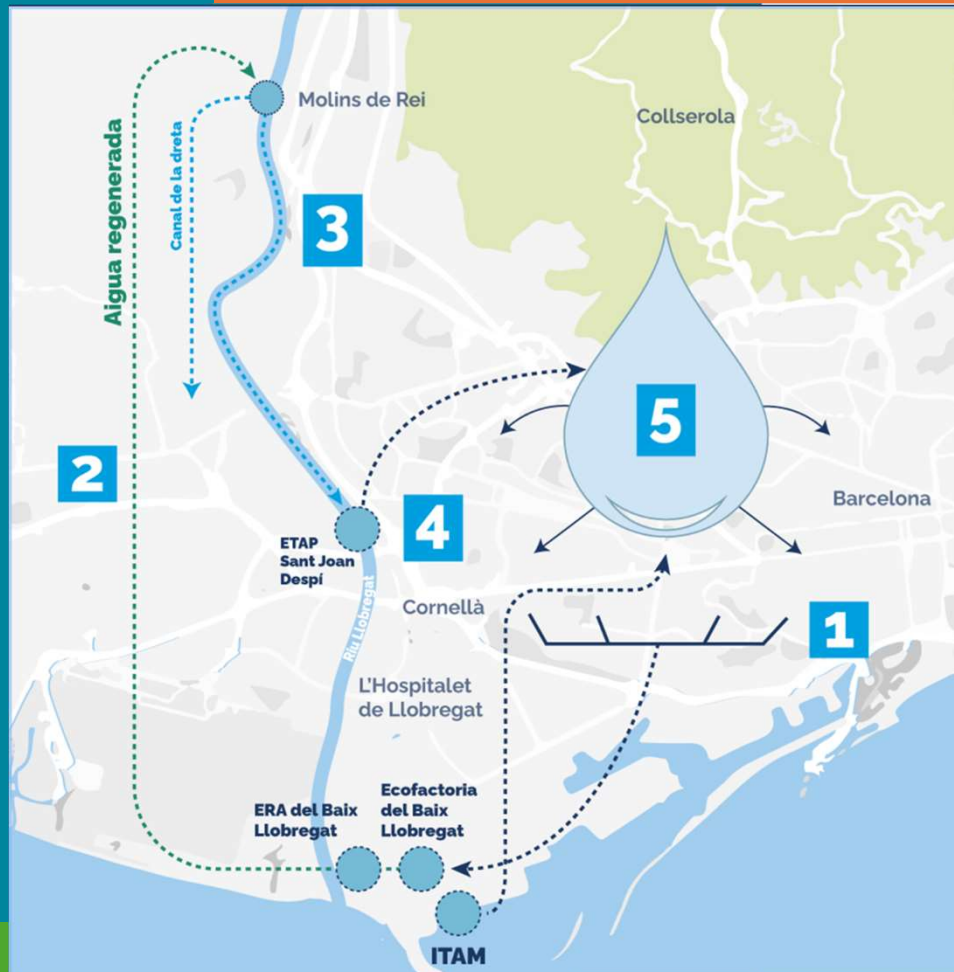 Molins de Rei
Collserola
Aigua regenerada
Canal de la dreta
3
5
2
Barcelona
4
ETAP
Sant Joan
Despí
Riu Llobregat
Cornellà
1
L'Hospitalet
de Llobregat
ERA del Baix
Llobregat
Ecofactoria
del Baix
Llobregat
ITAM